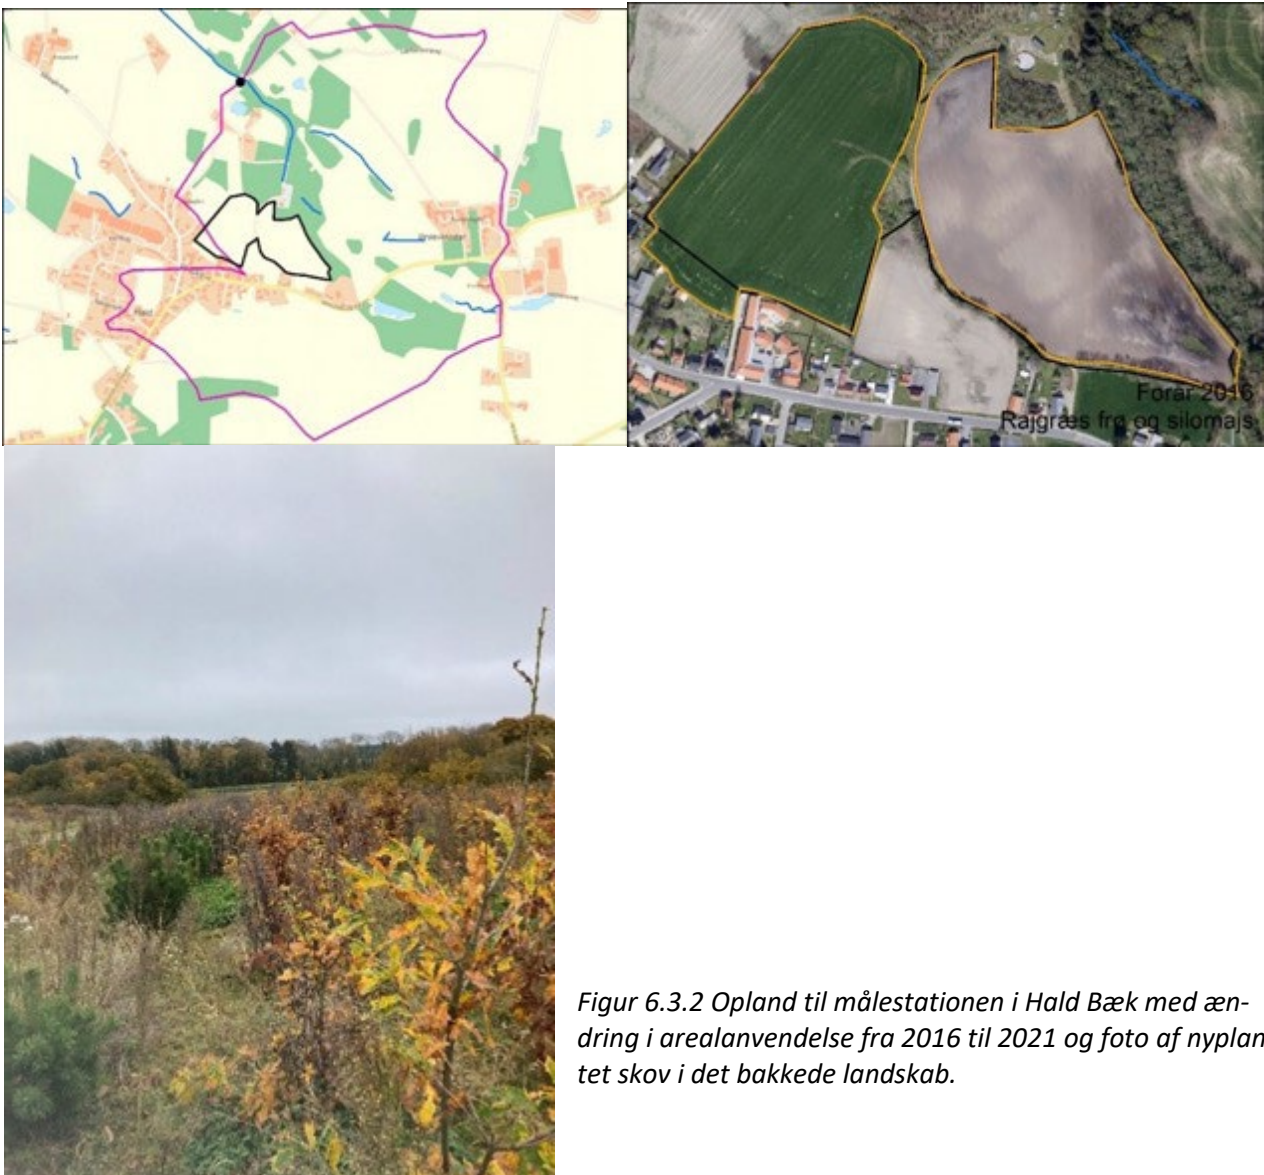 Forår 2016
Rajgræs frø og silomajs
Figur 6.3.2 Opland til målestationen i Hald Bæk med æn-
dring i arealanvendelse fra 2016 til 2021 og foto af nyplan
tet skov i det bakkede landskab.